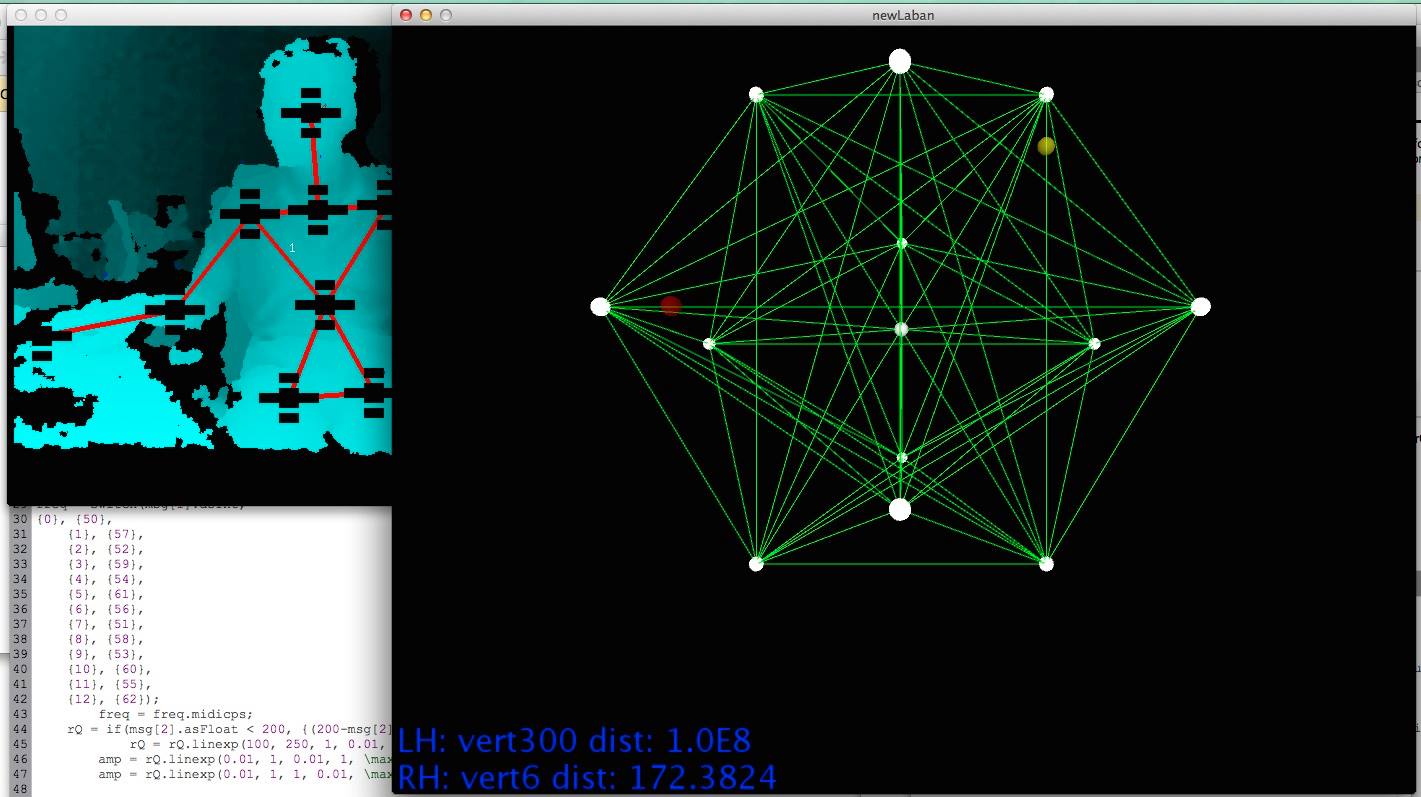 newLaban
1
30 {0}, {50},
31 {1}, {57},
32 {2}, {52},
33 {3}, {59},
34 {4}, {54},
35 {5}, {61},
36 {6}, {56},
37 {7}, {51},
38 {8}, {58},
39 {9}, {53},
40 {10}, {60},
41 {11}, {55},
42 {12}, {62});
43 freq = freq.midicps;
44 rQ = if(msg[2].asFloat < 200, {(200-msg[2]
45 rQ = rQ.linexp(100, 250, 1, 0.01,
46 amp = rQ.linexp(0.01, 1, 0.01, 1, \max
47 amp = rQ.linexp(0.01, 1, 1, 0.01, \max
48
LH: vert300 dist: 1.0E8
RH: vert6 dist: 172.3824